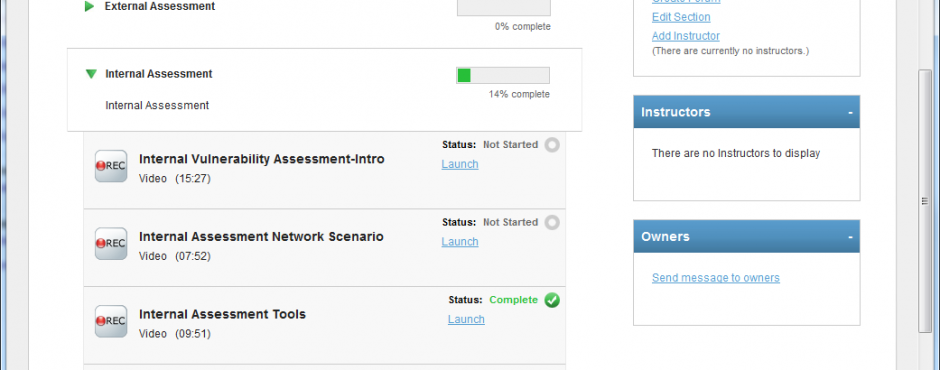 External Assessment
0% complete
Internal Assessment
14% complete
Internal Assessment
REC
Internal Vulnerability Assessment-Intro
Video (15:27)
Status: Not Started
Launch
REC
Internal Assessment Network Scenario
Video (07:52)
Status: Not Started
Launch
REC
Internal Assessment Tools
Video (09:51)
Status: Complete
Launch
Edit Section
Add Instructor
(There are currently no instructors.)
Instructors -
There are no Instructors to display
Owners -
Send message to owners